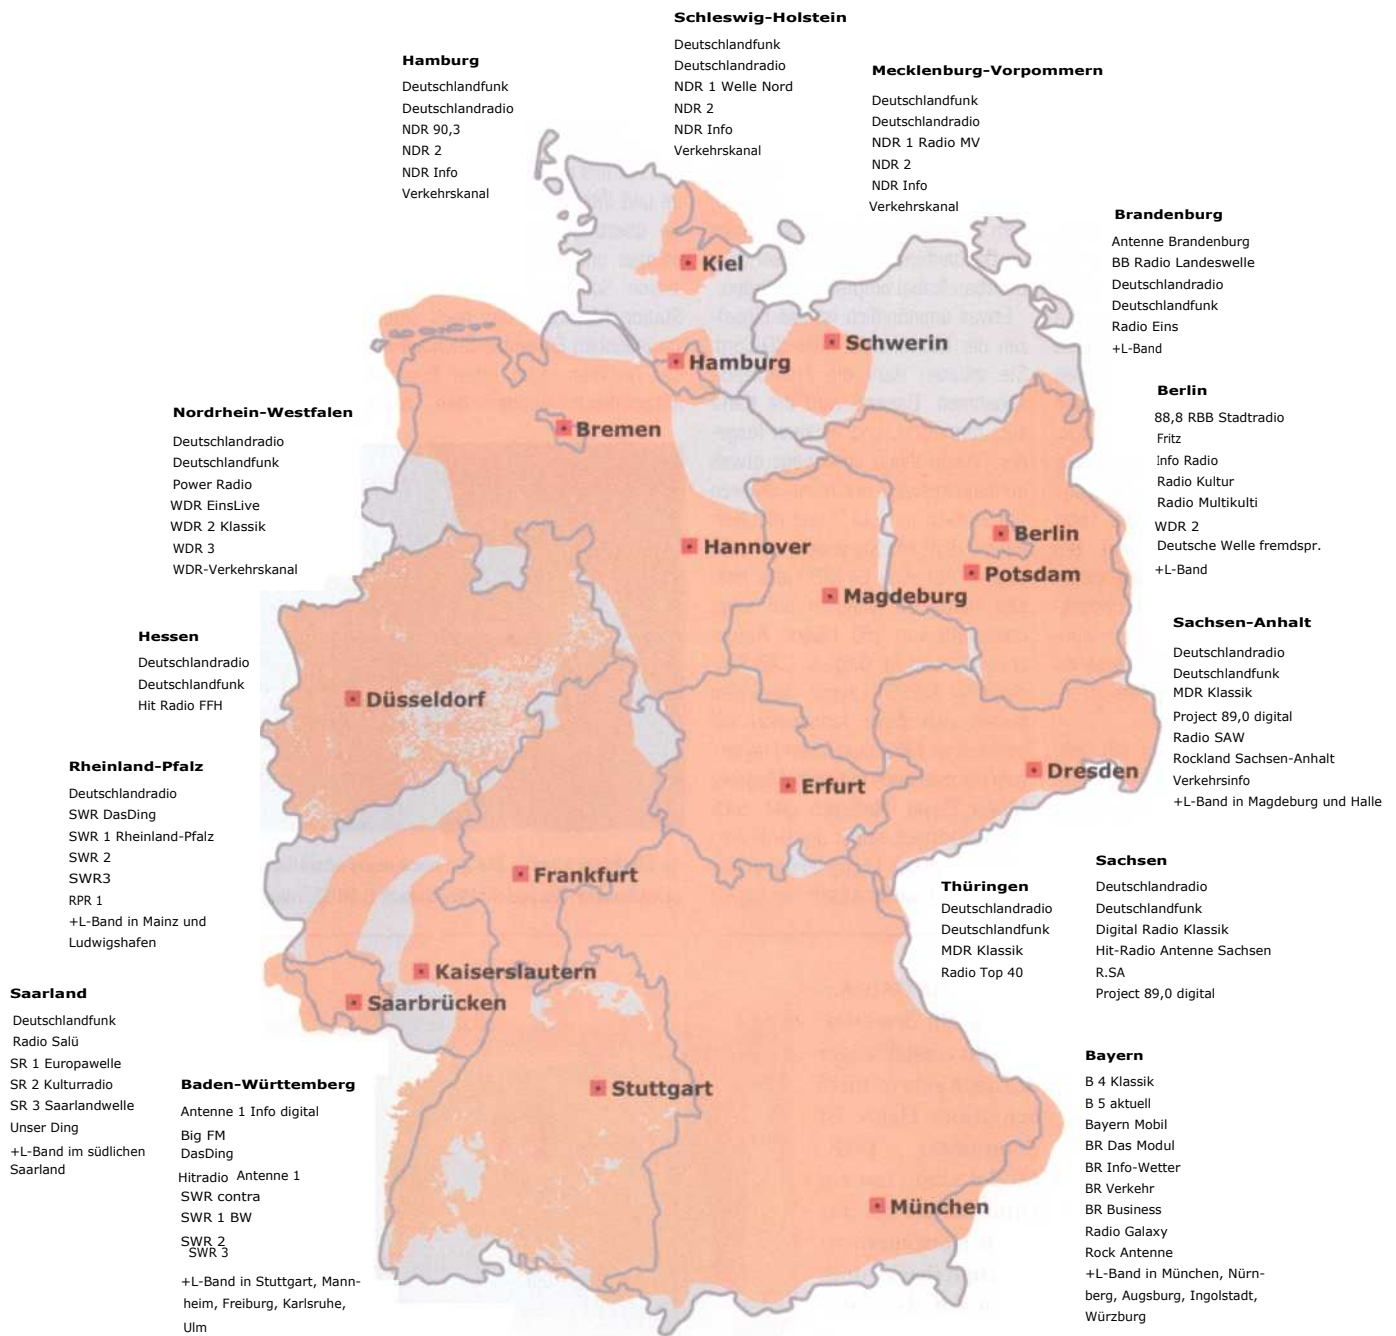 Schleswig-Holstein
Deutschlandfunk
Deutschlandradio
NDR 1 Welle Nord
NDR 2
NDR Info
Verkehrskanal
Hamburg
Deutschlandfunk
Deutschlandradio
NDR 90,3
NDR 2
NDR Info
Verkehrskanal
Mecklenburg-Vorpommern
Deutschlandfunk
Deutschlandradio
NDR 1 Radio MV
NDR 2
NDR Info
Verkehrskanal
Brandenburg
Antenne Brandenburg
BB Radio Landeswelle
Deutschlandradio
Deutschlandfunk
Radio Eins
+L-Band
Berlin
88,8 RBB Stadtradio
Fritz
Info Radio
Radio Kultur
Radio Multikulti
WDR 2
Deutsche Welle fremdspr.
+L-Band
Nordrhein-Westfalen
Deutschlandradio
Deutschlandfunk
Power Radio
WDR EinsLive
WDR 2 Klassik
WDR 3
WDR-Verkehrskanal
Hessen
Deutschlandradio
Deutschlandfunk
Hit Radio FFH
Sachsen-Anhalt
Deutschlandradio
Deutschlandfunk
MDR Klassik
Project 89,0 digital
Radio SAW
Rockland Sachsen-Anhalt
Verkehrsinfo
+L-Band in Magdeburg und Halle
Rheinland-Pfalz
Deutschlandradio
SWR DasDing
SWR 1 Rheinland-Pfalz
SWR 2
SWR3
RPR 1
+L-Band in Mainz und
Ludwigshafen
Thüringen
Deutschlandradio
Deutschlandfunk
MDR Klassik
Radio Top 40
Sachsen
Deutschlandradio
Deutschlandfunk
Digital Radio Klassik
Hit-Radio Antenne Sachsen
R.SA
Project 89,0 digital
Saarland
Deutschlandfunk
Radio Salü
SR 1 Europawelle
SR 2 Kulturradio
SR 3 Saarlandwelle
Unser Ding
+L-Band im südlichen
Saarland
Baden-Württemberg
Antenne 1 Info digital
Big FM
DasDing
Hitradio Antenne 1
SWR contra
SWR 1 BW
SWR 2
SWR 3
+L-Band in Stuttgart, Mann-
heim, Freiburg, Karlsruhe,
Ulm
Bayern
B 4 Klassik
B 5 aktuell
Bayern Mobil
BR Das Modul
BR Info-Wetter
BR Verkehr
BR Business
Radio Galaxy
Rock Antenne
+L-Band in München, Nürn-
berg, Augsburg, Ingolstadt,
Würzburg
Kiel
Hamburg
Schwerin
Bremen
Hannover
Berlin
Potsdam
Magdeburg
Düsseldorf
Erfurt
Dresden
Frankfurt
Kaiserslautern
Saarbrücken
Stuttgart
München